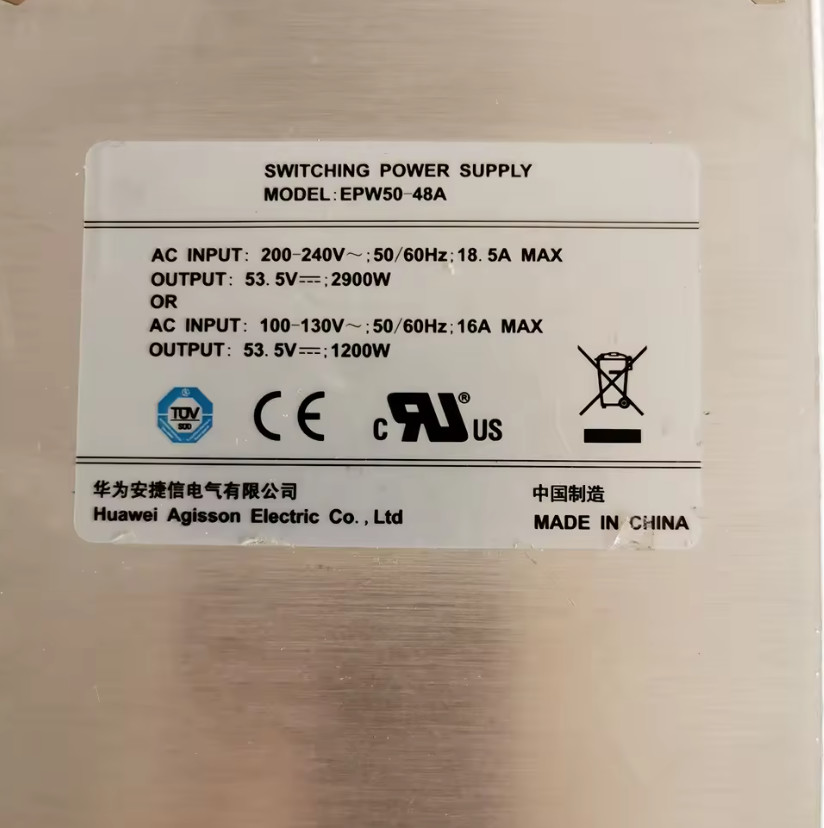 SWITCHING POWER SUPPLY
MODEL:EPW50-48A
AC INPUT: 200-240V~;50/60Hz;18.5A MAX
OUTPUT: 53.5V⎓;2900W
OR
AC INPUT: 100-130V~;50/60Hz;16A MAX
OUTPUT: 53.5V⎓;1200W
TÜV
SÜD
CE
c RU® US
华为安捷信电气有限公司
Huawei Agisson Electric Co.,Ltd
中国制造
MADE IN CHINA